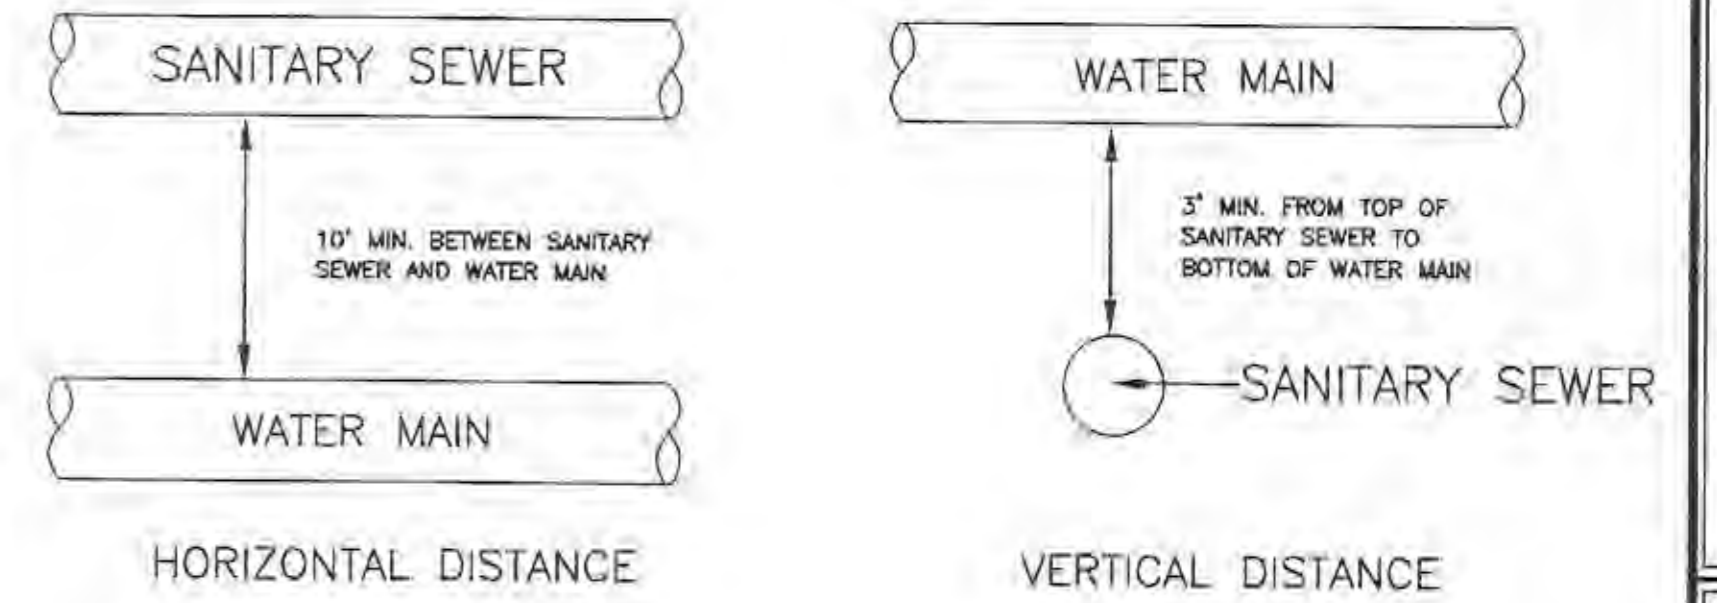 SANITARY SEWER
10' MIN. BETWEEN SANITARY
SEWER AND WATER MAIN
WATER MAIN
HORIZONTAL DISTANCE
WATER MAIN
3' MIN. FROM TOP OF
SANITARY SEWER TO
BOTTOM OF WATER MAIN
SANITARY SEWER
VERTICAL DISTANCE